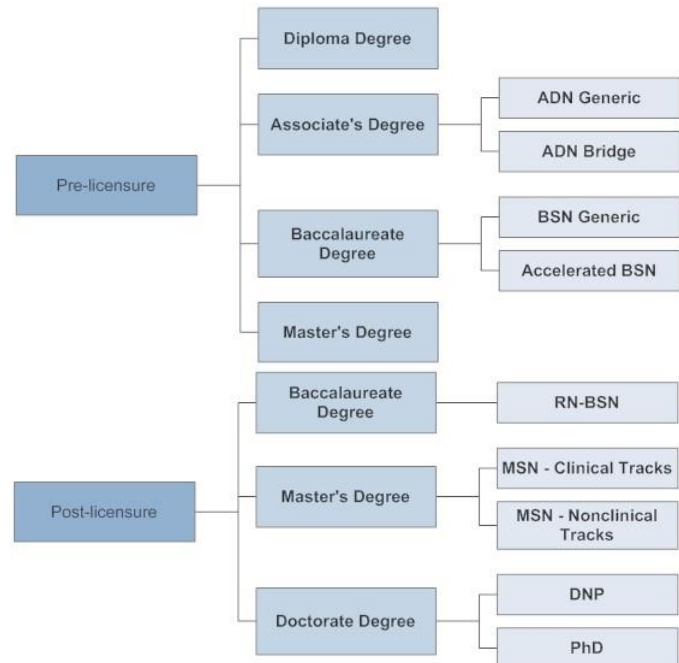 Diploma Degree
ADN Generic
Associate's Degree
ADN Bridge
Pre-licensure
BSN Generic
Baccalaureate
Degree
Accelerated BSN
Master's Degree
Baccalaureate
Degree
RN-BSN
MSN - Clinical Tracks
Master's Degree
MSN - Nonclinical
Tracks
Post-licensure
DNP
Doctorate Degree
PhD